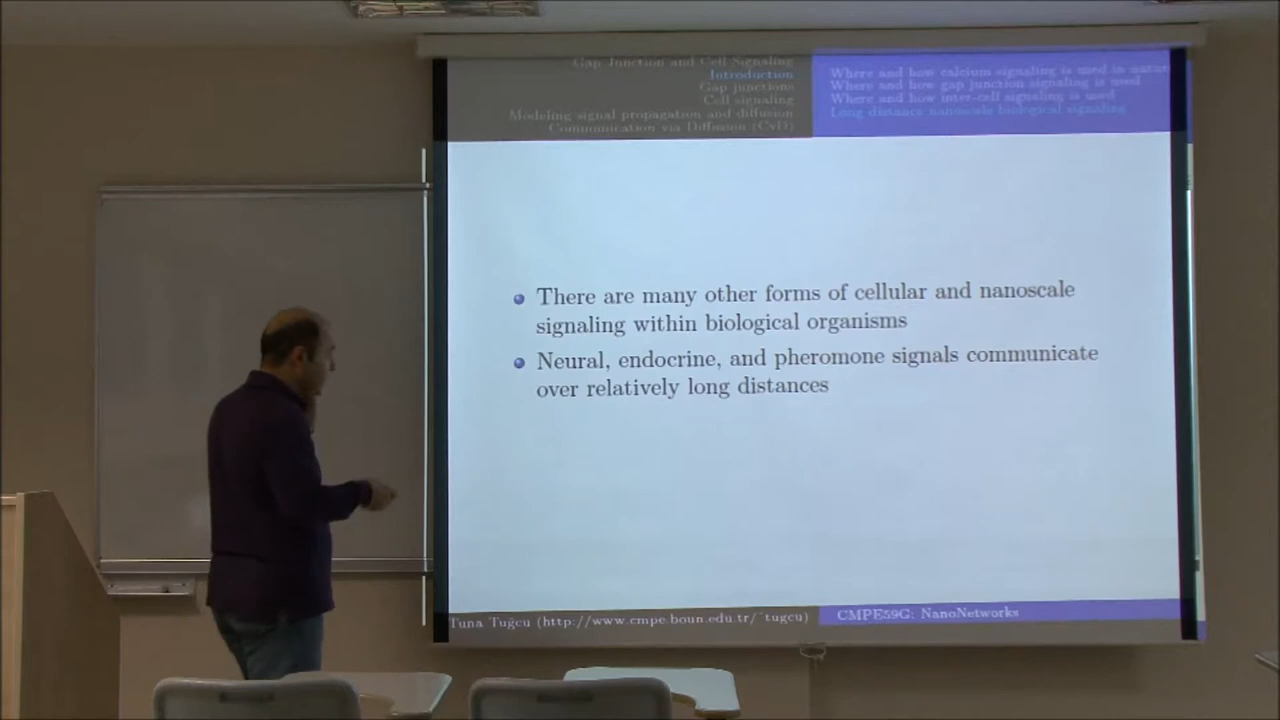 Gap Junction and Cell Signaling
Introduction
Gap junctions
Cell signaling
Modeling signal propagation and diffusion
Communication via Diffusion (CvD)
Where and how calcium signaling is used in natur
Where and how gap junction signaling is used
Where and how inter-cell signaling is used
Long distance nanoscale biological signaling
There are many other forms of cellular and nanoscale
signaling within biological organisms
Neural, endocrine, and pheromone signals communicate
over relatively long distances
Tuna Tuğcu (http://www.cmpe.boun.edu.tr/~tugcu)
CMPE59G: NanoNetworks